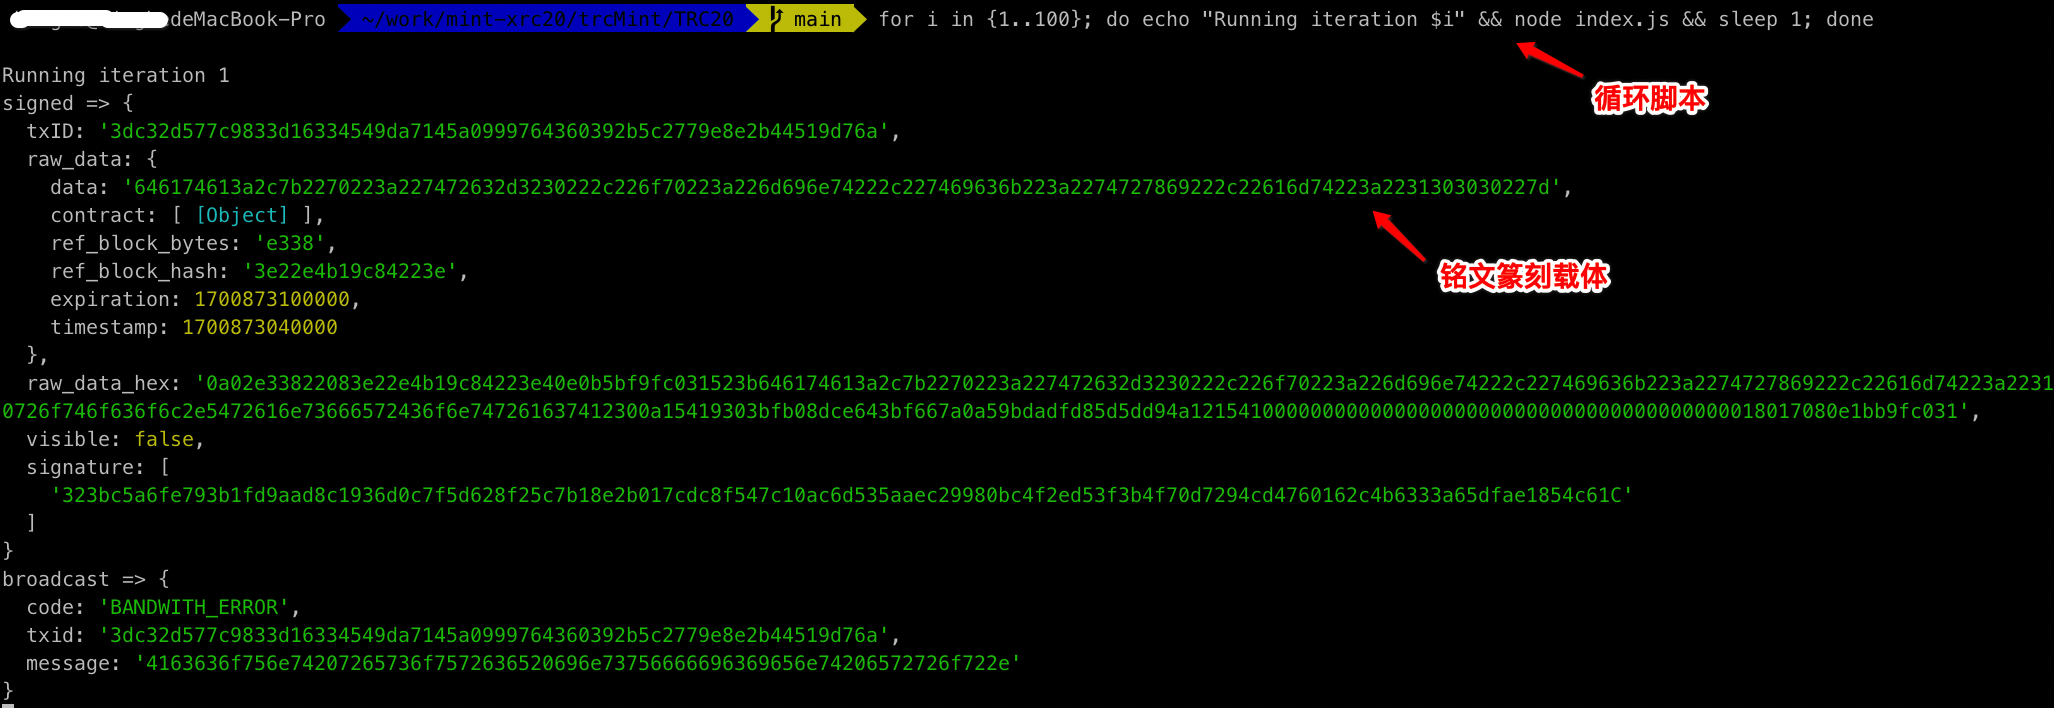 deMacBook-Pro ~/work/mint-xrc20/trcMint/TRC20 main for i in {1..100}; do echo "Running iteration $i" && node index.js && sleep 1; done
循环脚本
Running iteration 1
signed => {
txID: '3dc32d577c9833d16334549da7145a0999764360392b5c2779e8e2b44519d76a',
raw_data: {
data: '646174613a2c7b2270223a227472632d3230222c226f70223a226d696e74222c227469636b223a2274727869222c22616d74223a2231303030227d',
contract: [ [Object] ],
ref_block_bytes: 'e338',
铭文篆刻载体
ref_block_hash: '3e22e4b19c84223e',
expiration: 1700873100000,
timestamp: 1700873040000
},
raw_data_hex: '0a02e33822083e22e4b19c84223e40e0b5bf9fc031523b646174613a2c7b2270223a227472632d3230222c226f70223a226d696e74222c227469636b223a2274727869222c22616d74223a2231
0726f746f636f6c2e5472616e73666572436f6e747261637412300a15419303bfb08dce643bf667a0a59bdadfd85d5dd94a1215410000000000000000000000000000000000000000018017080e1bb9fc031',
visible: false,
signature: [
'323bc5a6fe793b1fd9aad8c1936d0c7f5d628f25c7b18e2b017cdc8f547c10ac6d535aaec29980bc4f2ed53f3b4f70d7294cd4760162c4b6333a65dfae1854c61C'
]
}
broadcast => {
code: 'BANDWITH_ERROR',
txid: '3dc32d577c9833d16334549da7145a0999764360392b5c2779e8e2b44519d76a',
message: '4163636f756e74207265736f7572636520696e73756666696369656e74206572726f722e'
}